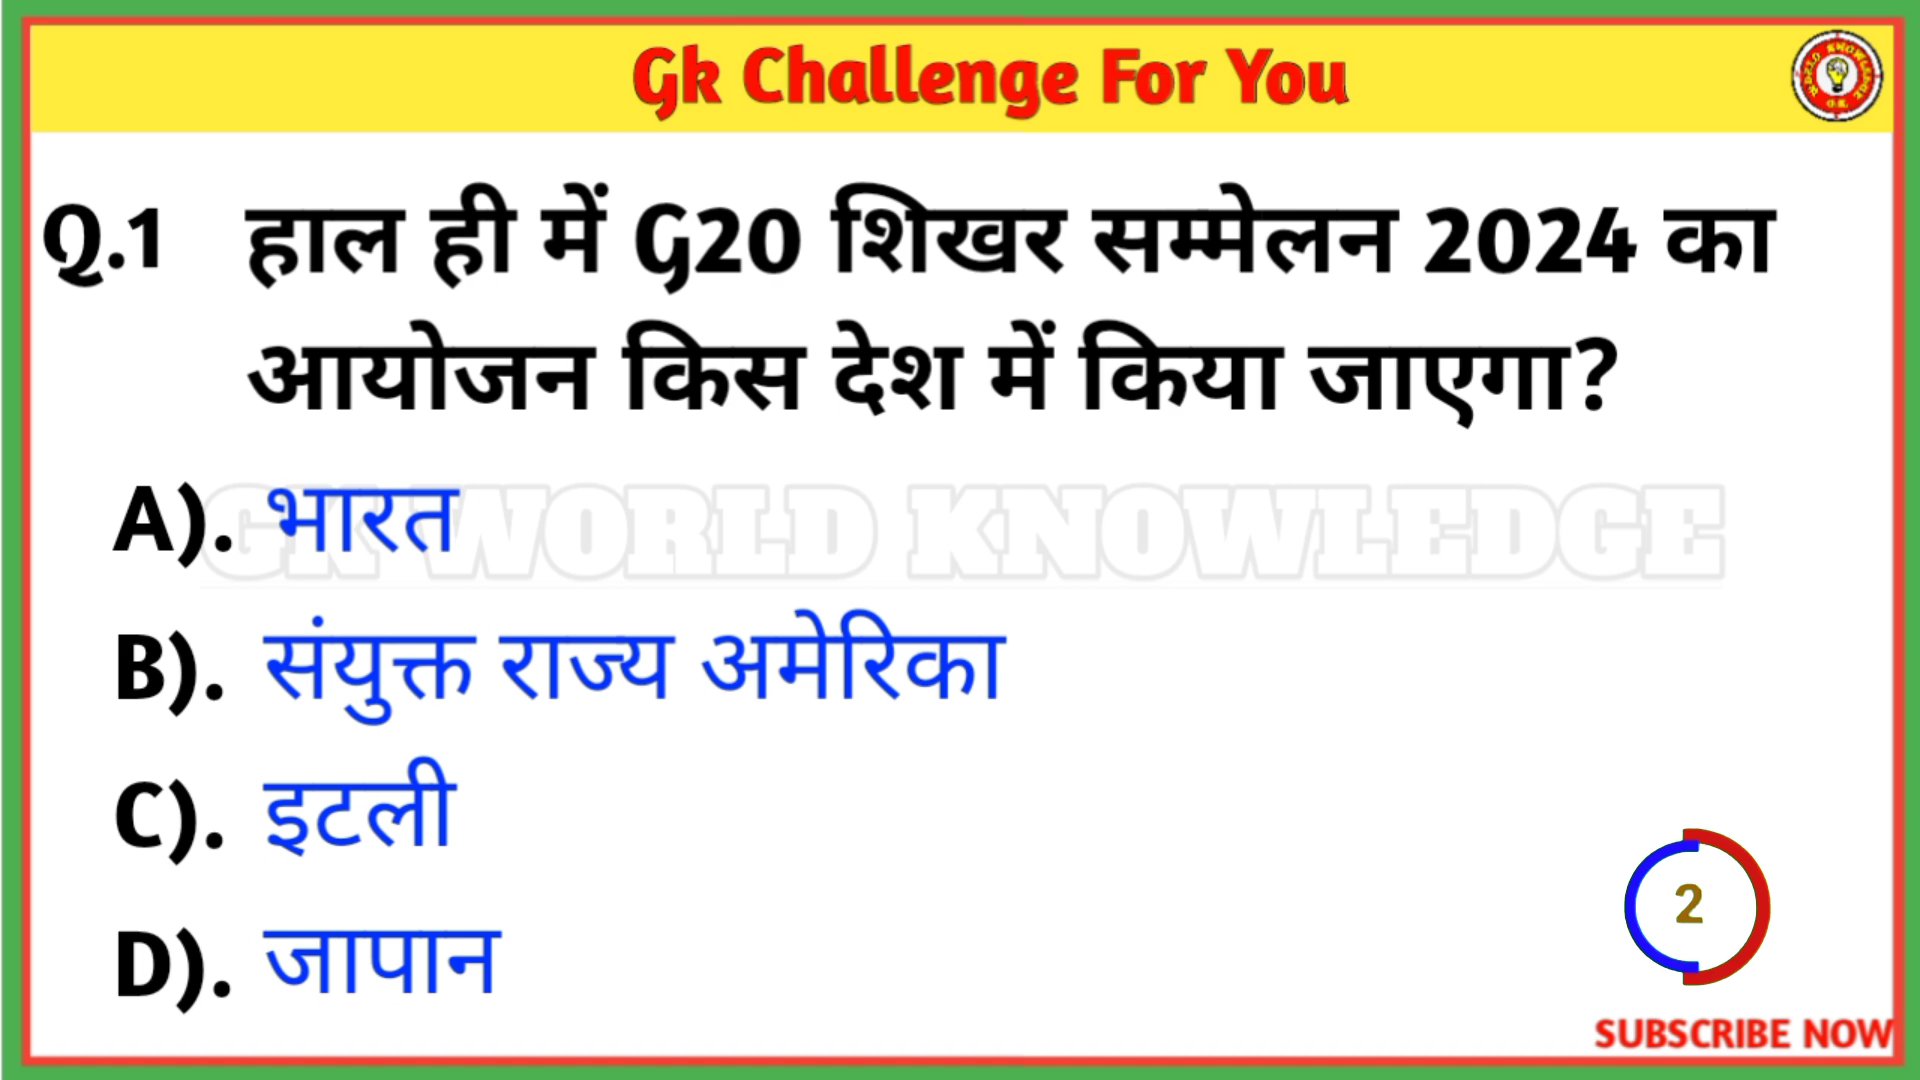 Gk Challenge For You
Q.1 हाल ही में G20 शिखर सम्मेलन 2024 का
आयोजन किस देश में किया जाएगा?
GK WORLD KNOWLEDGE
A). भारत
B). संयुक्त राज्य अमेरिका
C). इटली
D). जापान
2
SUBSCRIBE NOW